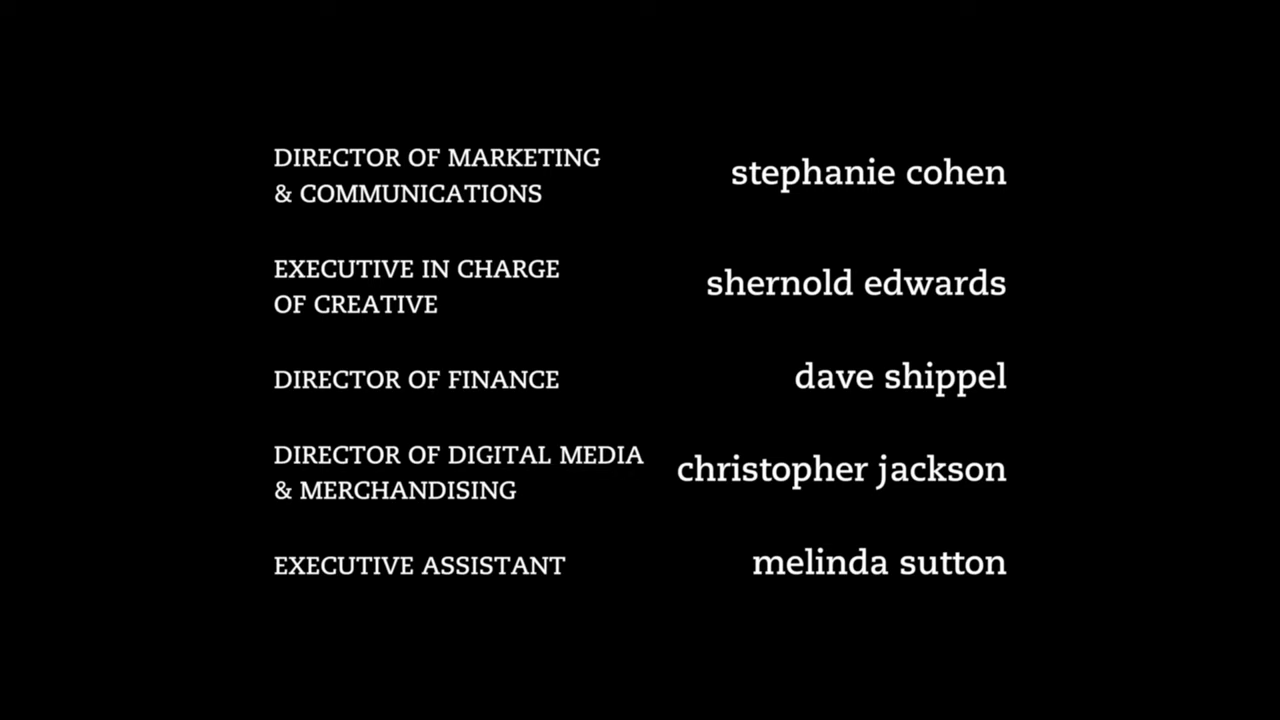 DIRECTOR OF MARKETING
& COMMUNICATIONS
stephanie cohen
EXECUTIVE IN CHARGE
OF CREATIVE
shernold edwards
DIRECTOR OF FINANCE
dave shippel
DIRECTOR OF DIGITAL MEDIA
& MERCHANDISING
christopher jackson
EXECUTIVE ASSISTANT
melinda sutton